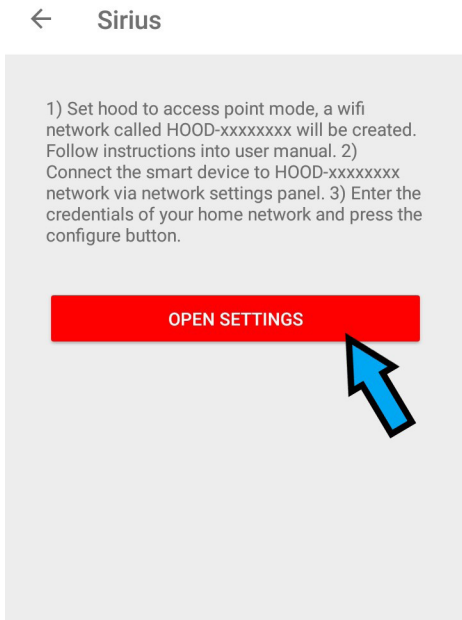 Sirius
1) Set hood to access point mode, a wifi
network called HOOD-xxxxxxxx will be created.
Follow instructions into user manual. 2)
Connect the smart device to HOOD-xxxxxxxx
network via network settings panel. 3) Enter the
credentials of your home network and press the
configure button.
OPEN SETTINGS